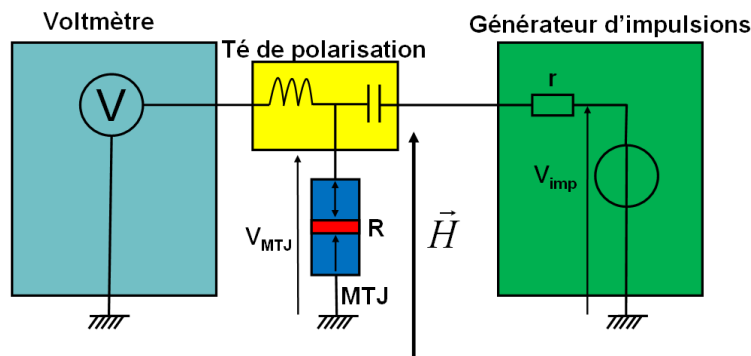 Voltmètre
Té de polarisation
Générateur d'impulsions
V
r
V_imp
V_MTJ
R
H⃗
MTJ